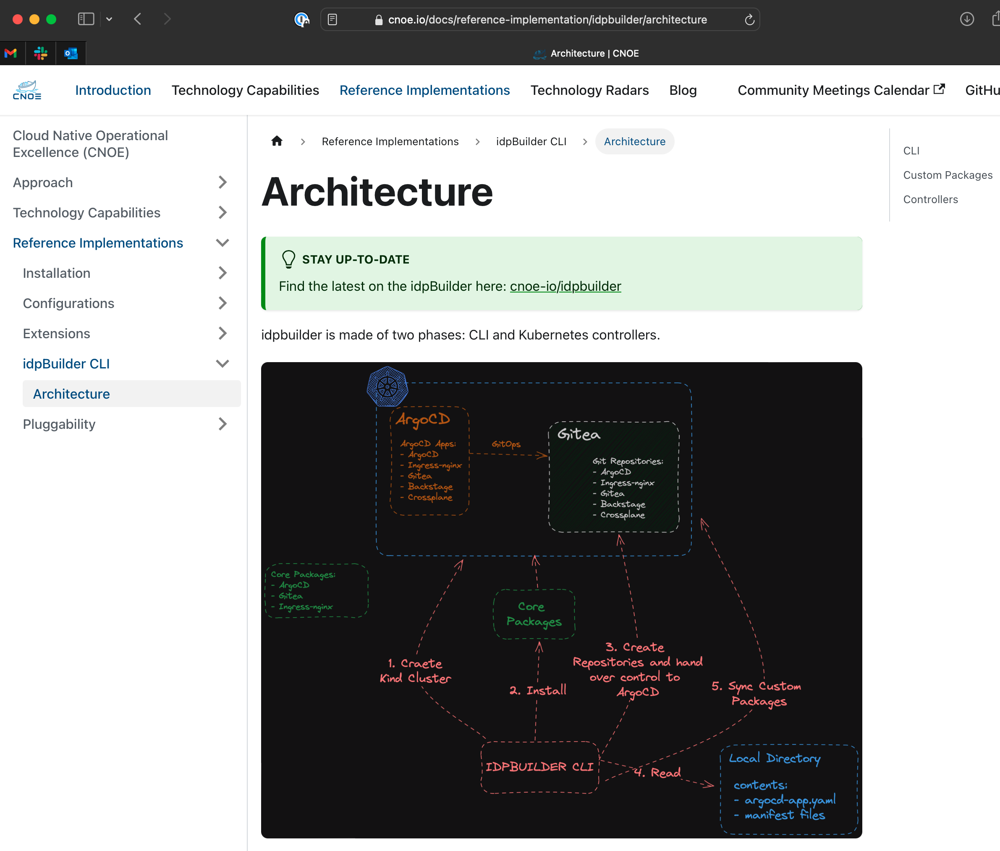 cnoe.io/docs/reference-implementation/idpbuilder/architecture
Architecture | CNOE
CNOE
Introduction
Technology Capabilities
Reference Implementations
Technology Radars
Blog
Community Meetings Calendar
GitHu
Cloud Native Operational
Excellence (CNOE)
Approach
Technology Capabilities
Reference Implementations
Installation
Configurations
Extensions
idpBuilder CLI
Architecture
Pluggability
Reference Implementations
idpBuilder CLI
Architecture
Architecture
STAY UP-TO-DATE
Find the latest on the idpBuilder here: cnoe-io/idpbuilder
idpbuilder is made of two phases: CLI and Kubernetes controllers.
ArgoCD
ArgoCD Apps:
- ArgoCD
- Ingress-nginx
- Gitea
- Backstage
- Crossplane
GitOps
Gitea
Git Repositories:
- ArgoCD
- Ingress-nginx
- Gitea
- Backstage
- Crossplane
Core Packages:
- ArgoCD
- Gitea
- Ingress-nginx
Core
Packages
1. Craete
Kind Cluster
2. Install
3. Create
Repositories and hand
over control to
ArgoCD
5. Sync Custom
Packages
IDPBUILDER CLI
4. Read
Local Directory
contents:
- argocd-app.yaml
- manifest files
CLI
Custom Packages
Controllers